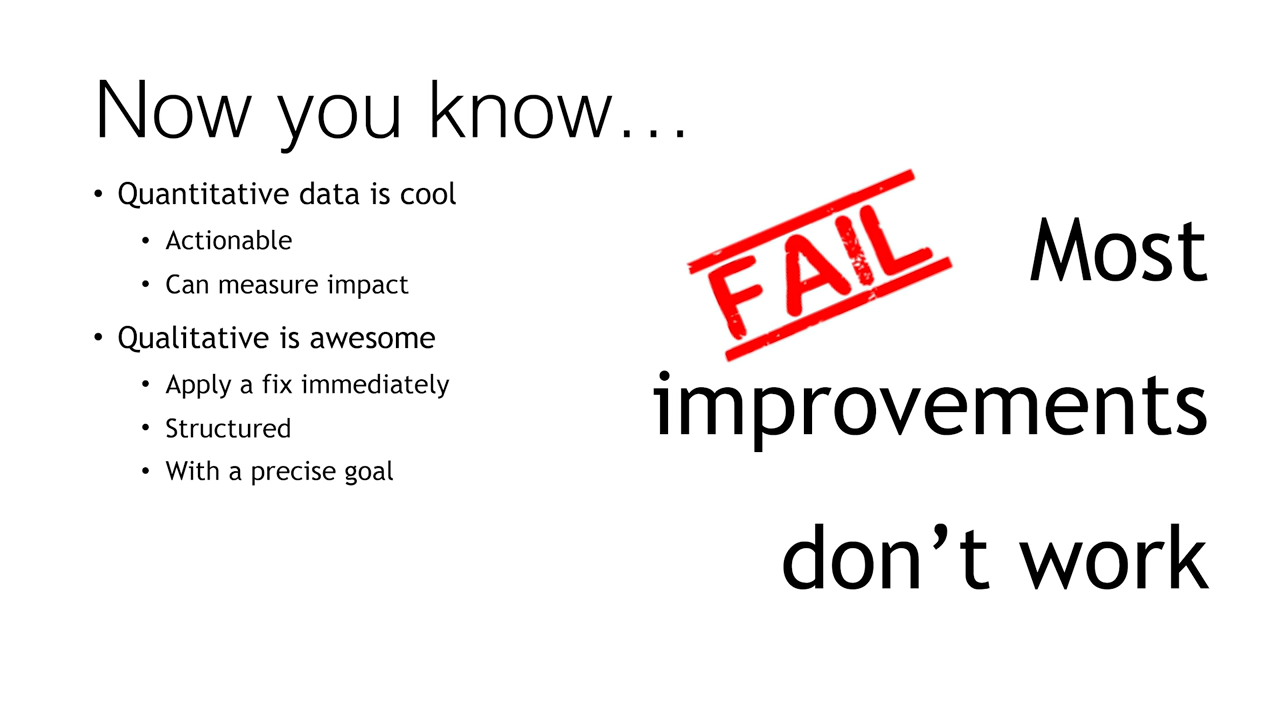 Now you know…
• Quantitative data is cool
• Actionable
• Can measure impact
• Qualitative is awesome
• Apply a fix immediately
• Structured
• With a precise goal
FAIL
Most
improvements
don’t work